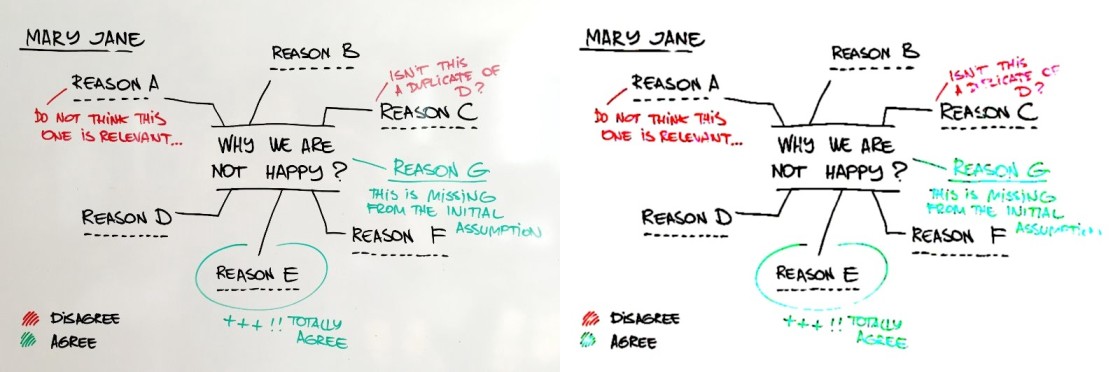 MARY JANE
REASON B
REASON A
ISN'T THIS
A DUPLICATE OF
D?
REASON C
DO NOT THINK THIS
ONE IS RELEVANT...
WHY WE ARE
NOT HAPPY?
REASON G
THIS IS MISSING
FROM THE INITIAL
ASSUMPTION
REASON D
REASON F
REASON E
+++!! TOTALLY
AGREE
DISAGREE
AGREE
MARY JANE
REASON B
REASON A
ISN'T THIS
A DUPLICATE OF
D?
REASON C
DO NOT THINK THIS
ONE IS RELEVANT...
WHY WE ARE
NOT HAPPY?
REASON G
THIS IS MISSING
FROM THE INITIAL
ASSUMPTION
REASON D
REASON F
REASON E
+++!! TOTALLY
AGREE
DISAGREE
AGREE